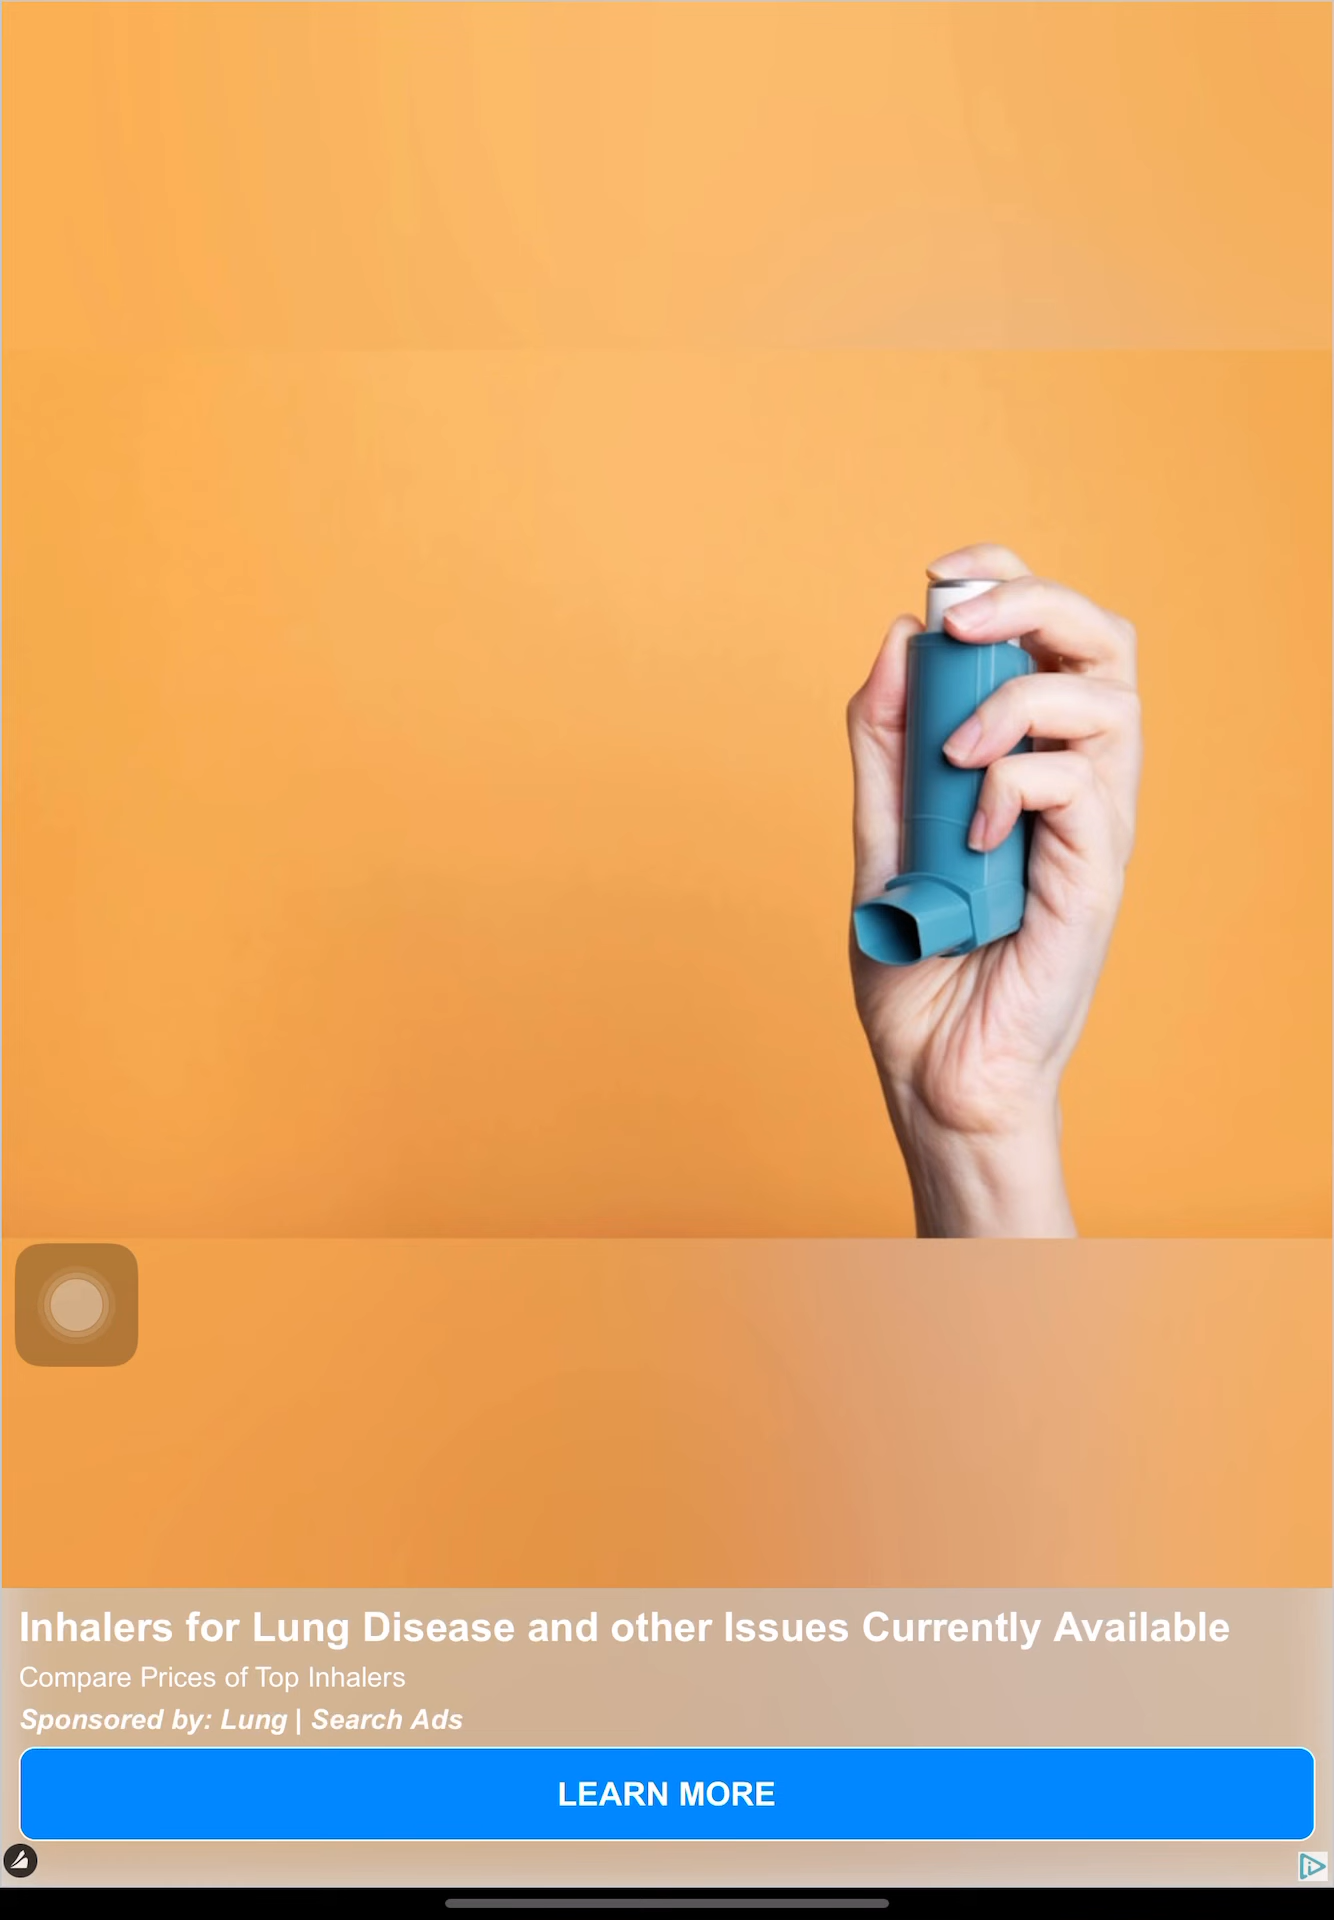 Inhalers for Lung Disease and other Issues Currently Available
Compare Prices of Top Inhalers
Sponsored by: Lung | Search Ads
LEARN MORE